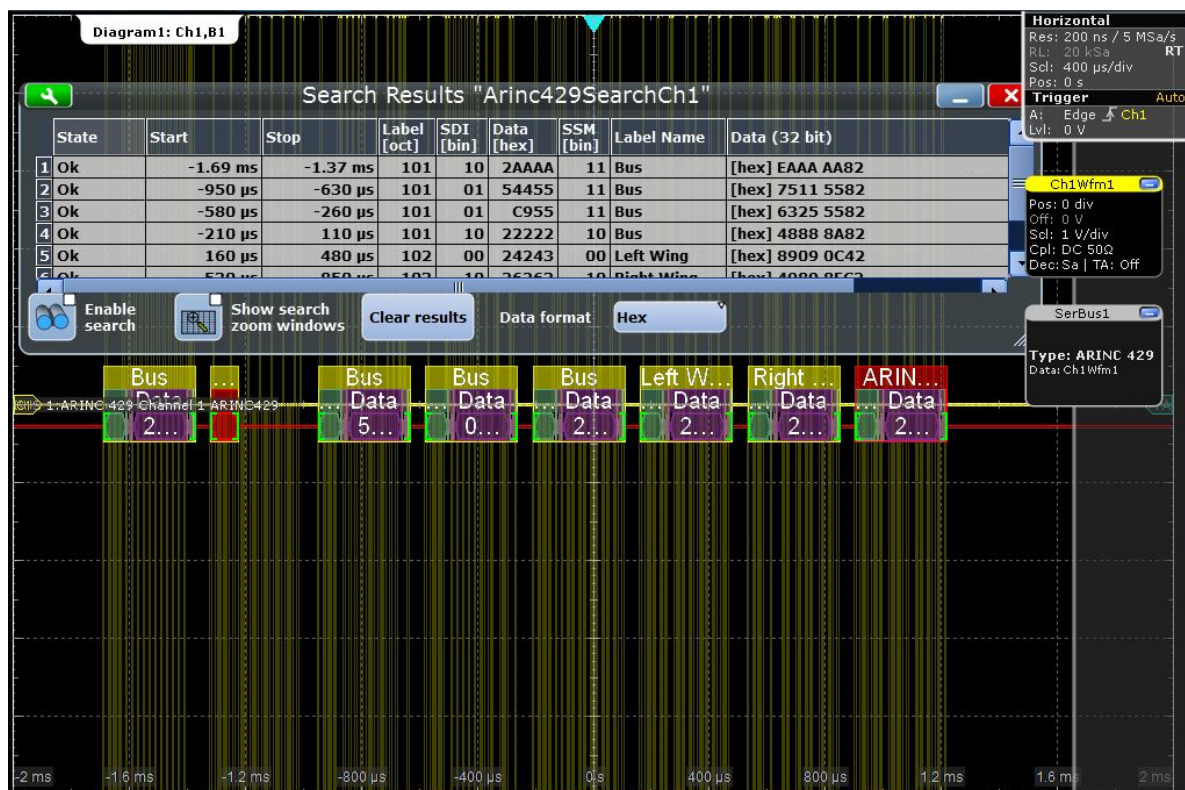 Diagram1: Ch1,B1
Horizontal
Res: 200 ns / 5 MSa/s
RL: 20 kSa RT
Scl: 400 µs/div
Pos: 0 s
Trigger Auto
A: Edge Ch1
Lvl: 0 V
Search Results "Arinc429SearchCh1"
State Start Stop Label [oct] SDI [bin] Data [hex] SSM [bin] Label Name Data (32 bit)
1 Ok -1.69 ms -1.37 ms 101 10 2AAAA 11 Bus [hex] EAAA AA82
2 Ok -950 µs -630 µs 101 01 54455 11 Bus [hex] 7511 5582
3 Ok -580 µs -260 µs 101 01 C955 11 Bus [hex] 6325 5582
4 Ok -210 µs 110 µs 101 10 22222 10 Bus [hex] 4888 8A82
5 Ok 160 µs 480 µs 102 00 24243 00 Left Wing [hex] 8909 0C42
Enable search
Show search zoom windows
Clear results
Data format
Hex
Ch1Wfm1
Pos: 0 div
Off: 0 V
Scl: 1 V/div
Cpl: DC 50Ω
Dec: Sa | TA: Off
SerBus1
Type: ARINC 429
Data: Ch1Wfm1
Bus ... Bus Bus Bus Left W... Right ... ARIN...
1:ARINC 429 Channel 1 ARINC429
Data ... Data ... Data ... Data ... Data ... Data ... Data
2... 5... 0... 2... 2... 2... 2...
-2 ms -1.6 ms -1.2 ms -800 µs -400 µs 0 s 400 µs 800 µs 1.2 ms 1.6 ms 2 ms